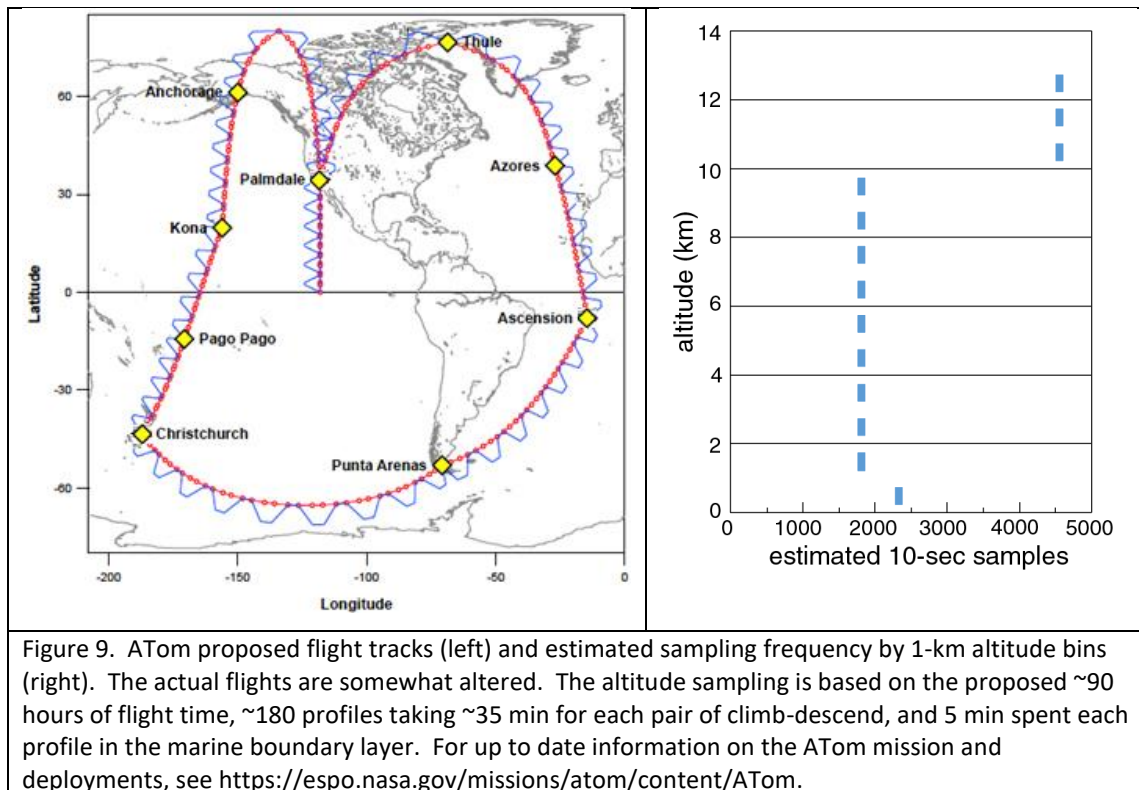 Thule
60
Anchorage
Azores
Palmdale
30
Kona
Latitude
0
Ascension
Pago Pago
-30
Christchurch
Punta Arenas
-60
-200
-150
-100
-50
0
Longitude
14
12
10
8
6
4
2
0
altitude (km)
0
1000
2000
3000
4000
5000
estimated 10-sec samples
Figure 9. ATom proposed flight tracks (left) and estimated sampling frequency by 1-km altitude bins
(right). The actual flights are somewhat altered. The altitude sampling is based on the proposed ~90
hours of flight time, ~180 profiles taking ~35 min for each pair of climb-descend, and 5 min spent each
profile in the marine boundary layer. For up to date information on the ATom mission and
deployments, see https://espo.nasa.gov/missions/atom/content/ATom.